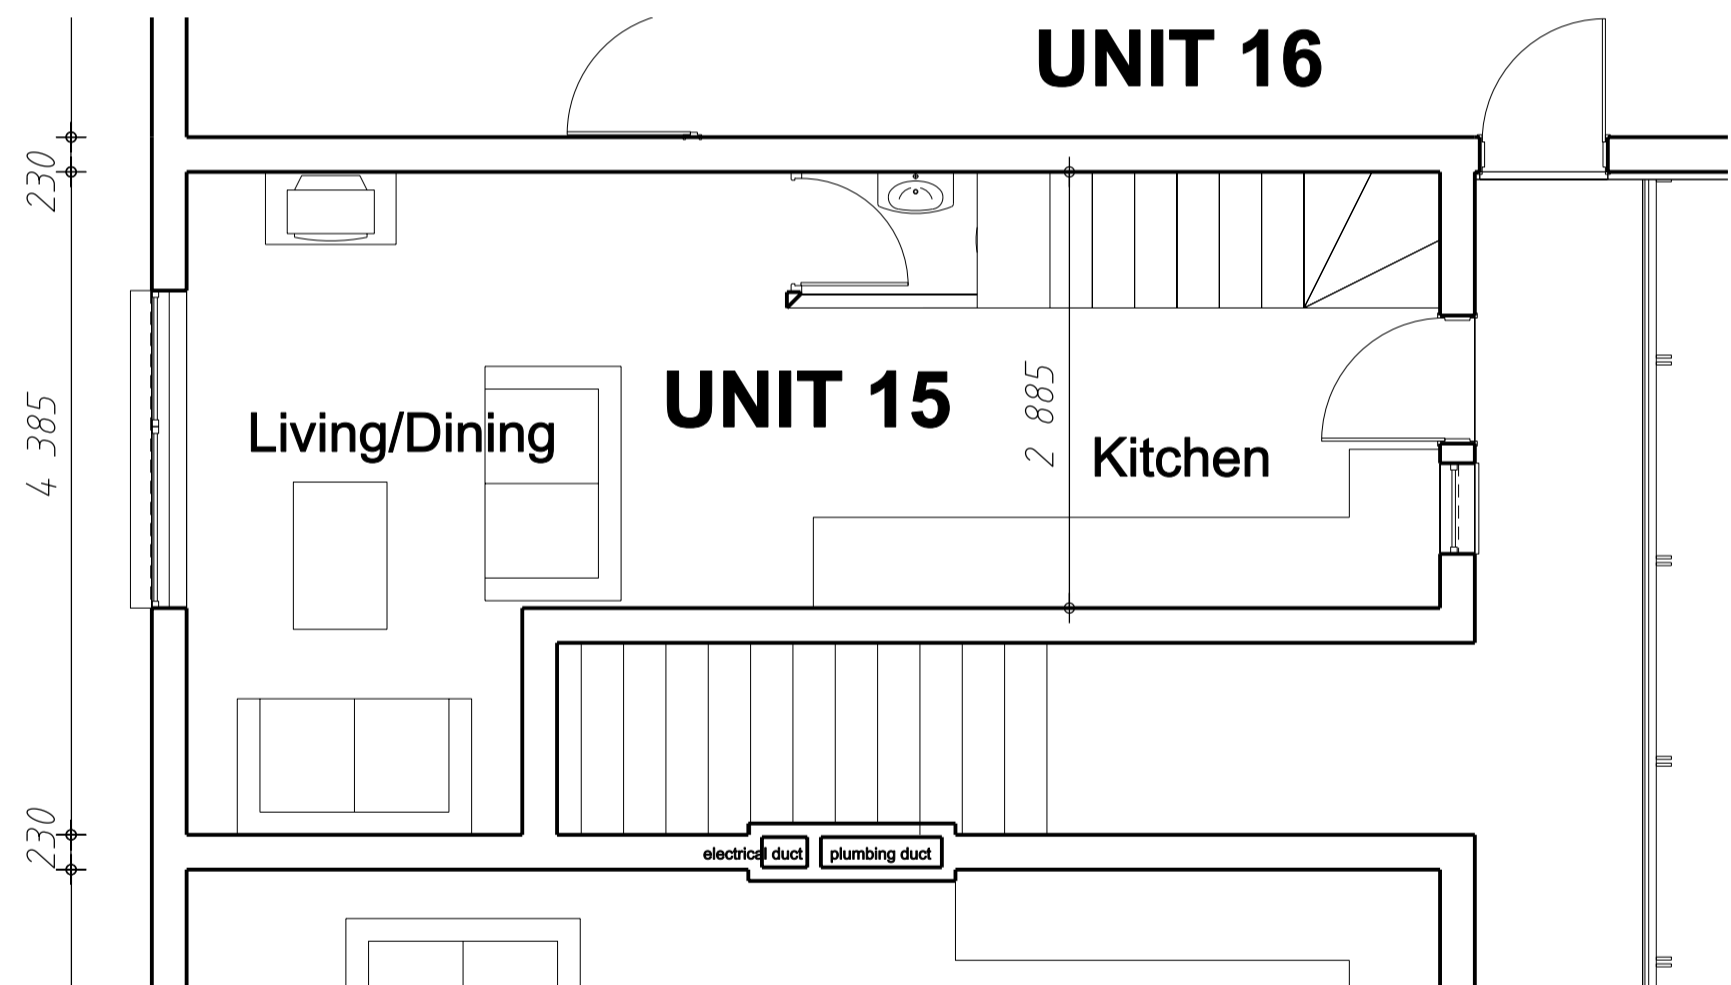 UNIT 16
230
4 385
230
UNIT 15
Living/Dining
2 885
Kitchen
electrical duct
plumbing duct